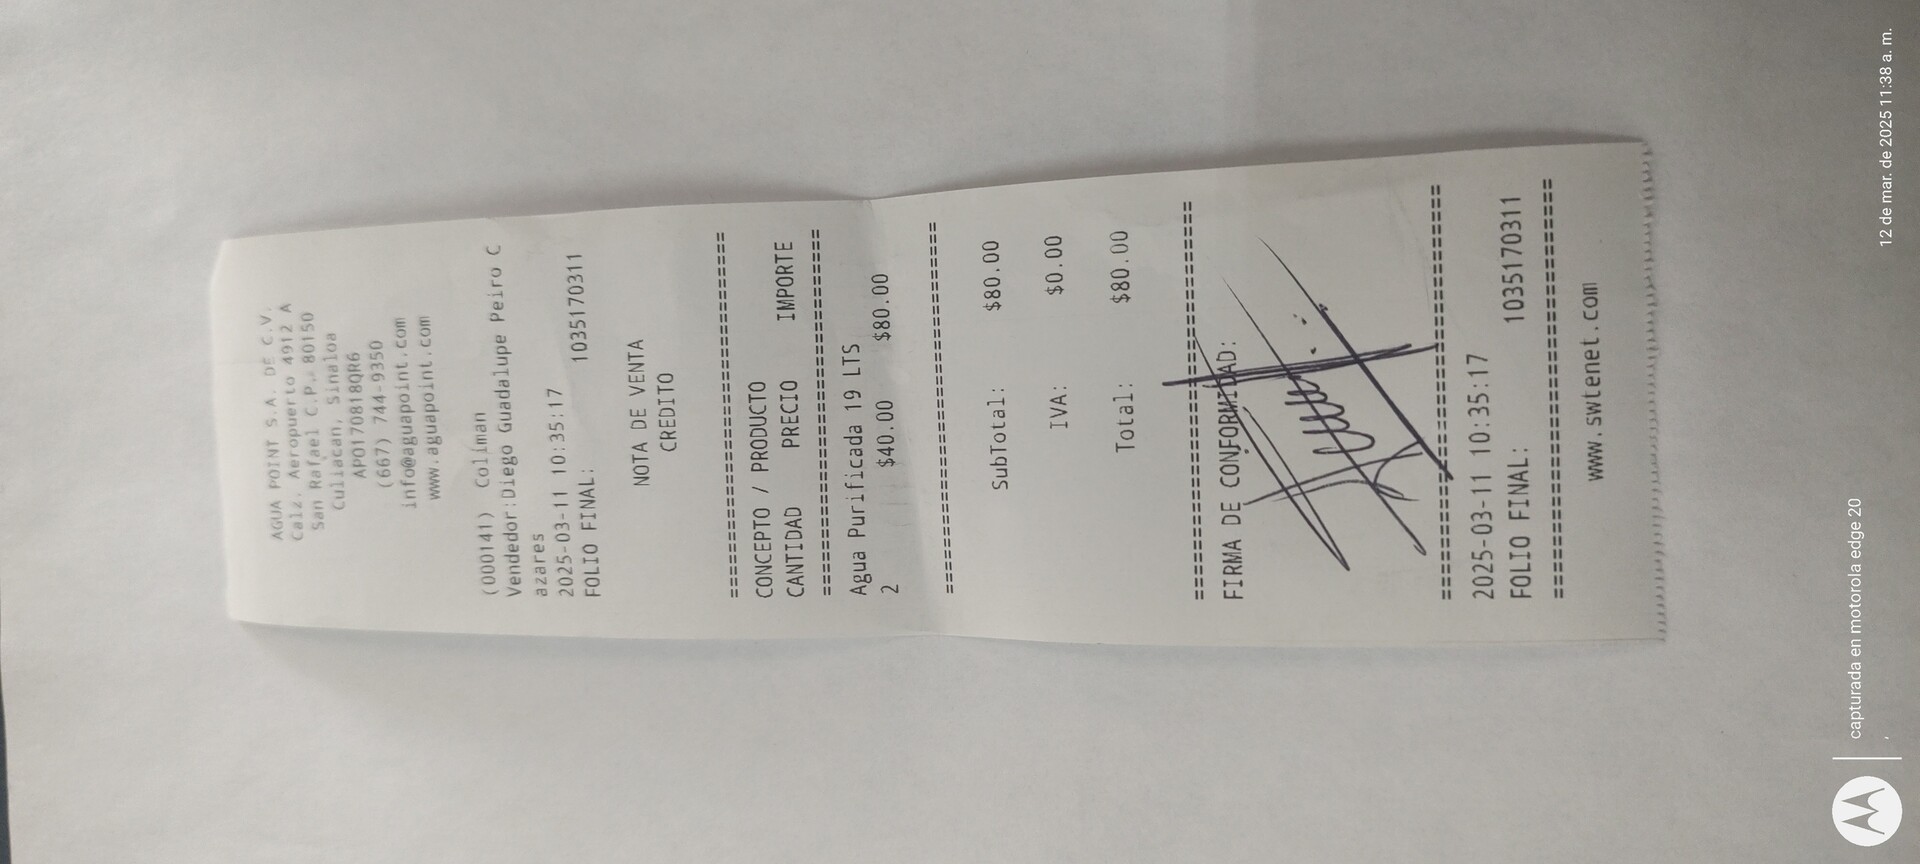 AGUA POINT S.A. DE C.V.
Calz. Aeropuerto 4912 A
San Rafael C.P. 80150
Culiacan, Sinaloa
APO170818QR6
(667) 744-9350
info@aguapoint.com
www.aguapoint.com
(000141) Coliman
Vendedor:Diego Guadalupe Peiro C
azares
2025-03-11 10:35:17
FOLIO FINAL: 1035170311
NOTA DE VENTA
CREDITO
================================
CONCEPTO / PRODUCTO
CANTIDAD PRECIO IMPORTE
================================
Agua Purificada 19 LTS
2 $40.00 $80.00
================================
SubTotal: $80.00
IVA: $0.00
Total: $80.00
================================
FIRMA DE CONFORMIDAD:
================================
2025-03-11 10:35:17
FOLIO FINAL: 1035170311
================================
www.swtenet.com
capturada en motorola edge 20
,
12 de mar. de 2025 11:38 a. m.